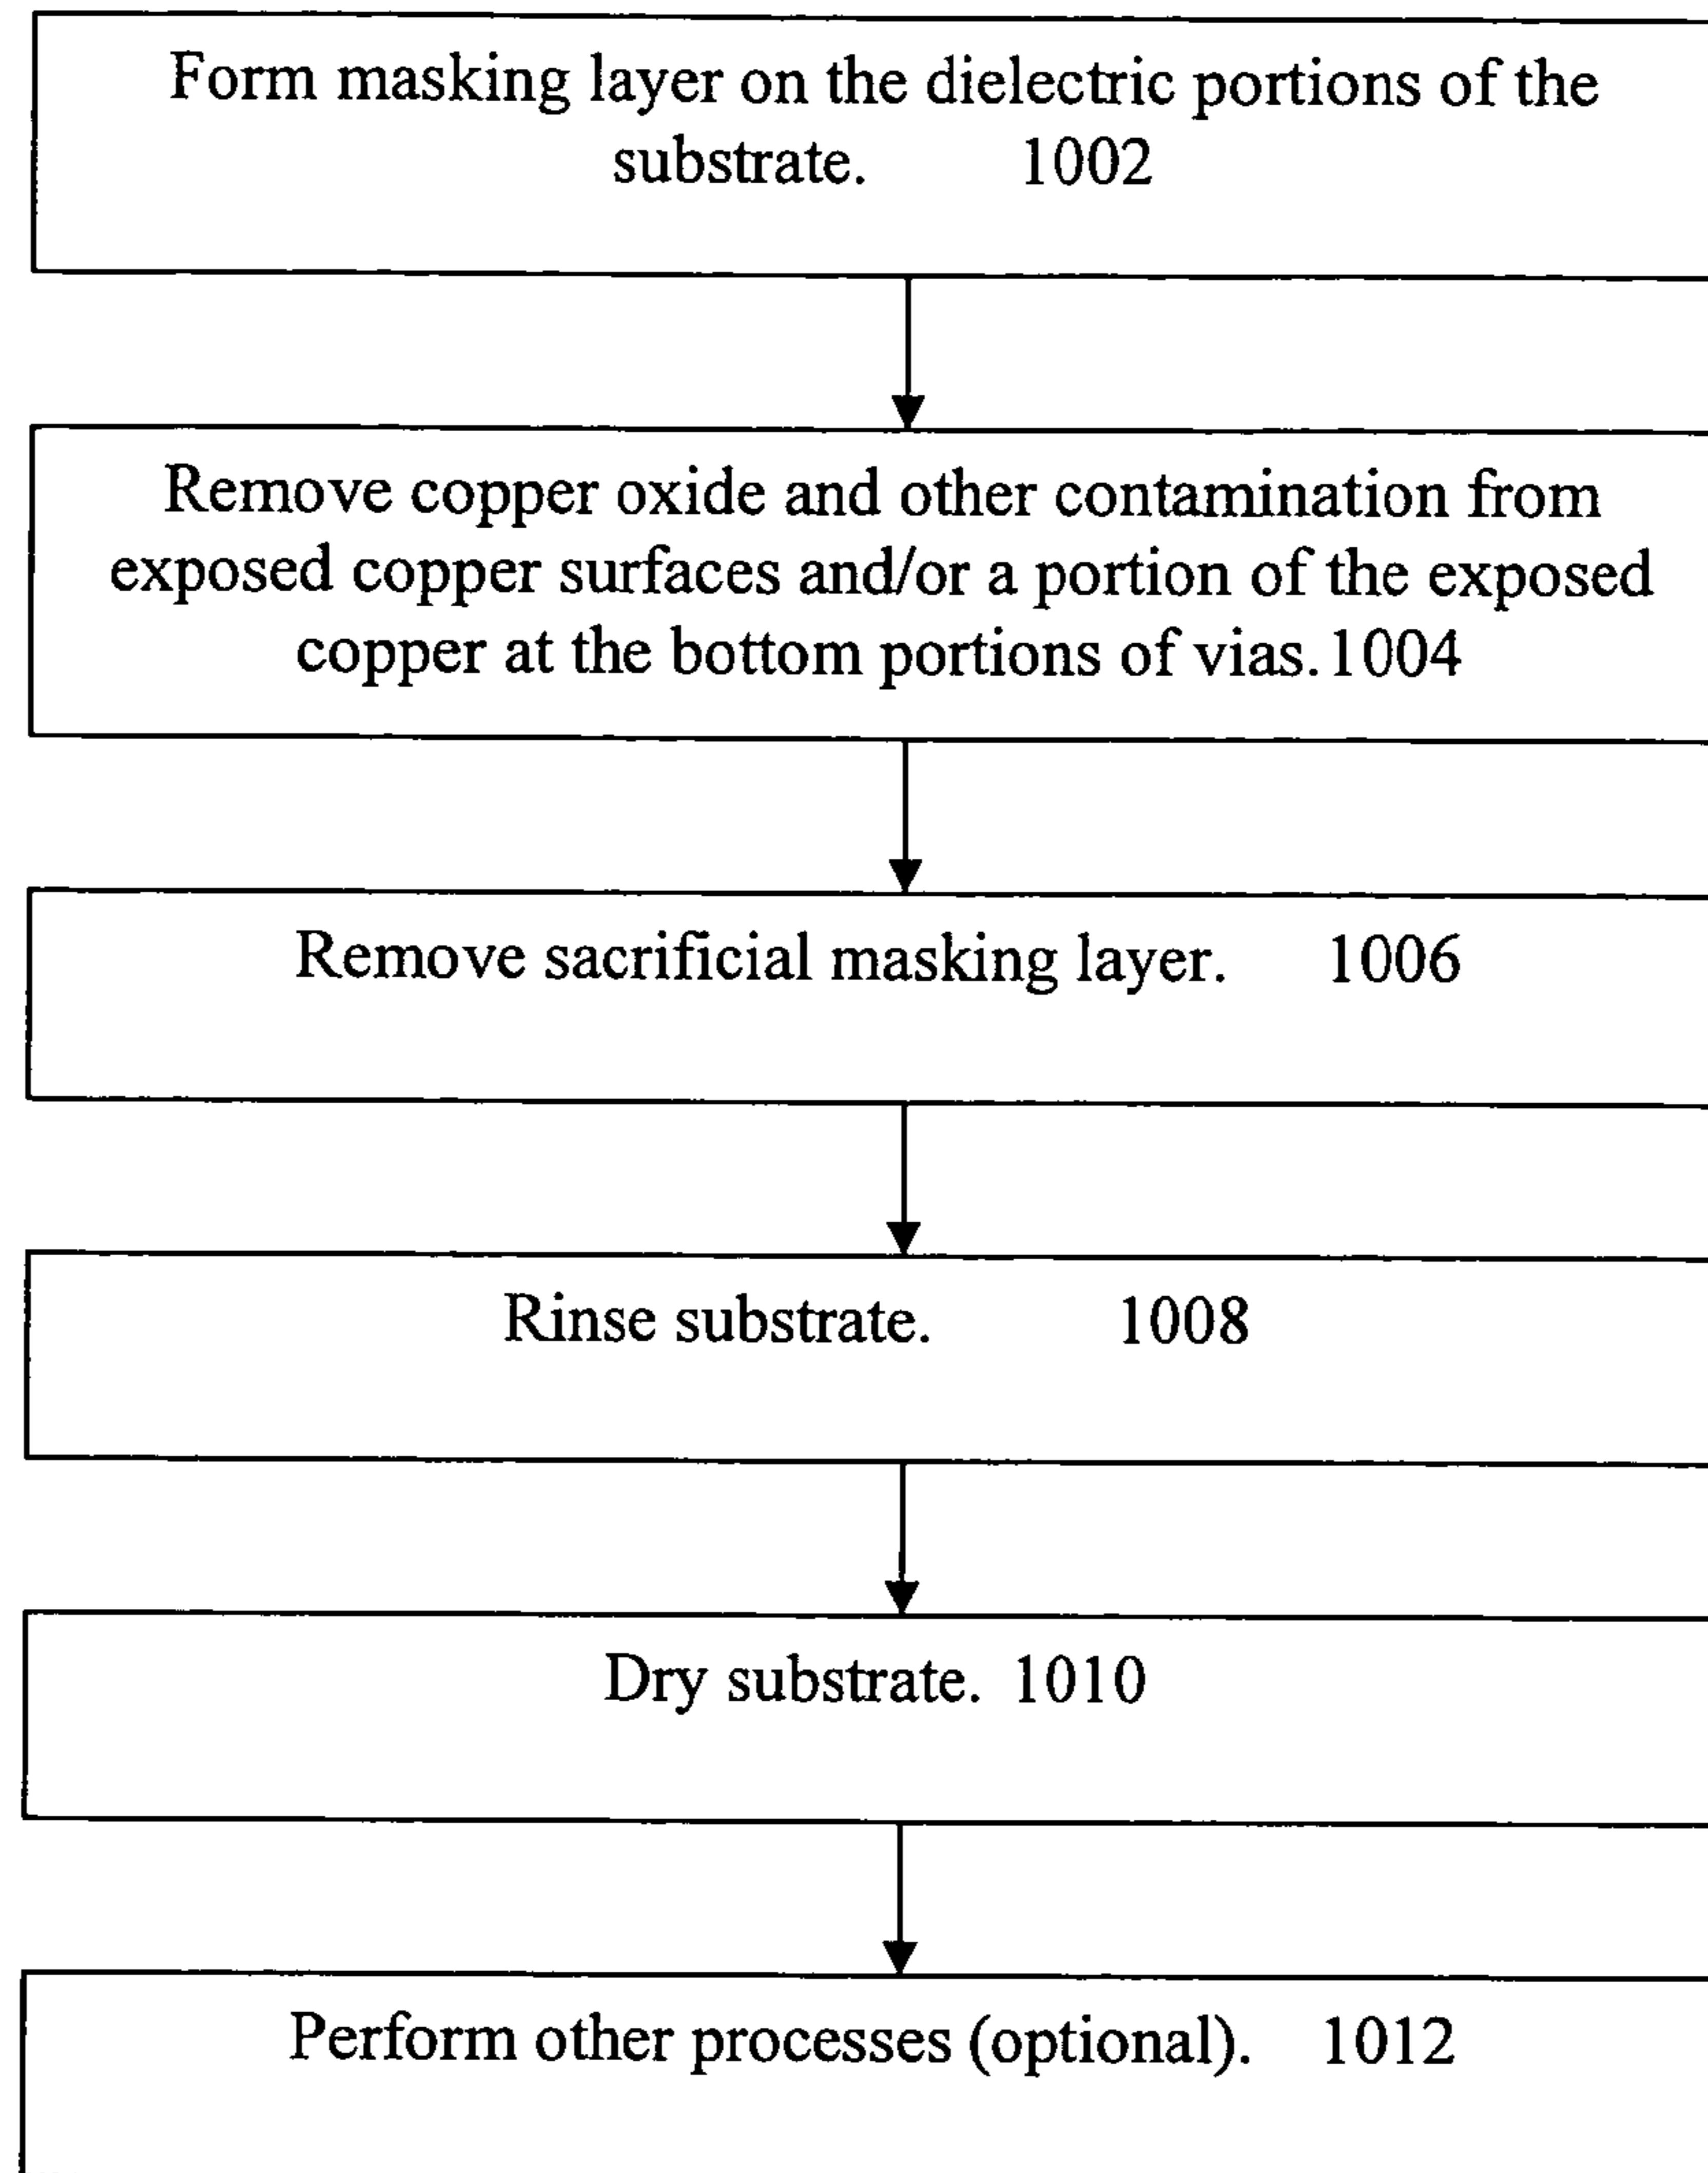 Form masking layer on the dielectric portions of the
substrate. 1002
Remove copper oxide and other contamination from
exposed copper surfaces and/or a portion of the exposed
copper at the bottom portions of vias. 1004
Remove sacrificial masking layer. 1006
Rinse substrate. 1008
Dry substrate. 1010
Perform other processes (optional). 1012